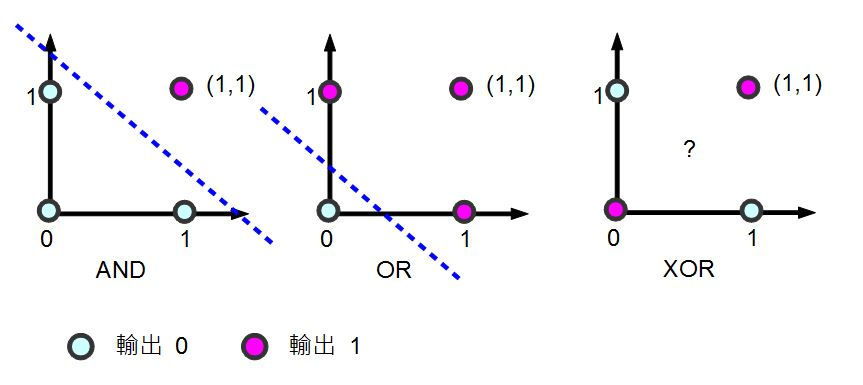 1 (1,1) 1 (1,1) 1 (1,1)
?
0 1 0 1 0 1
AND OR XOR
輸出 0 輸出 1